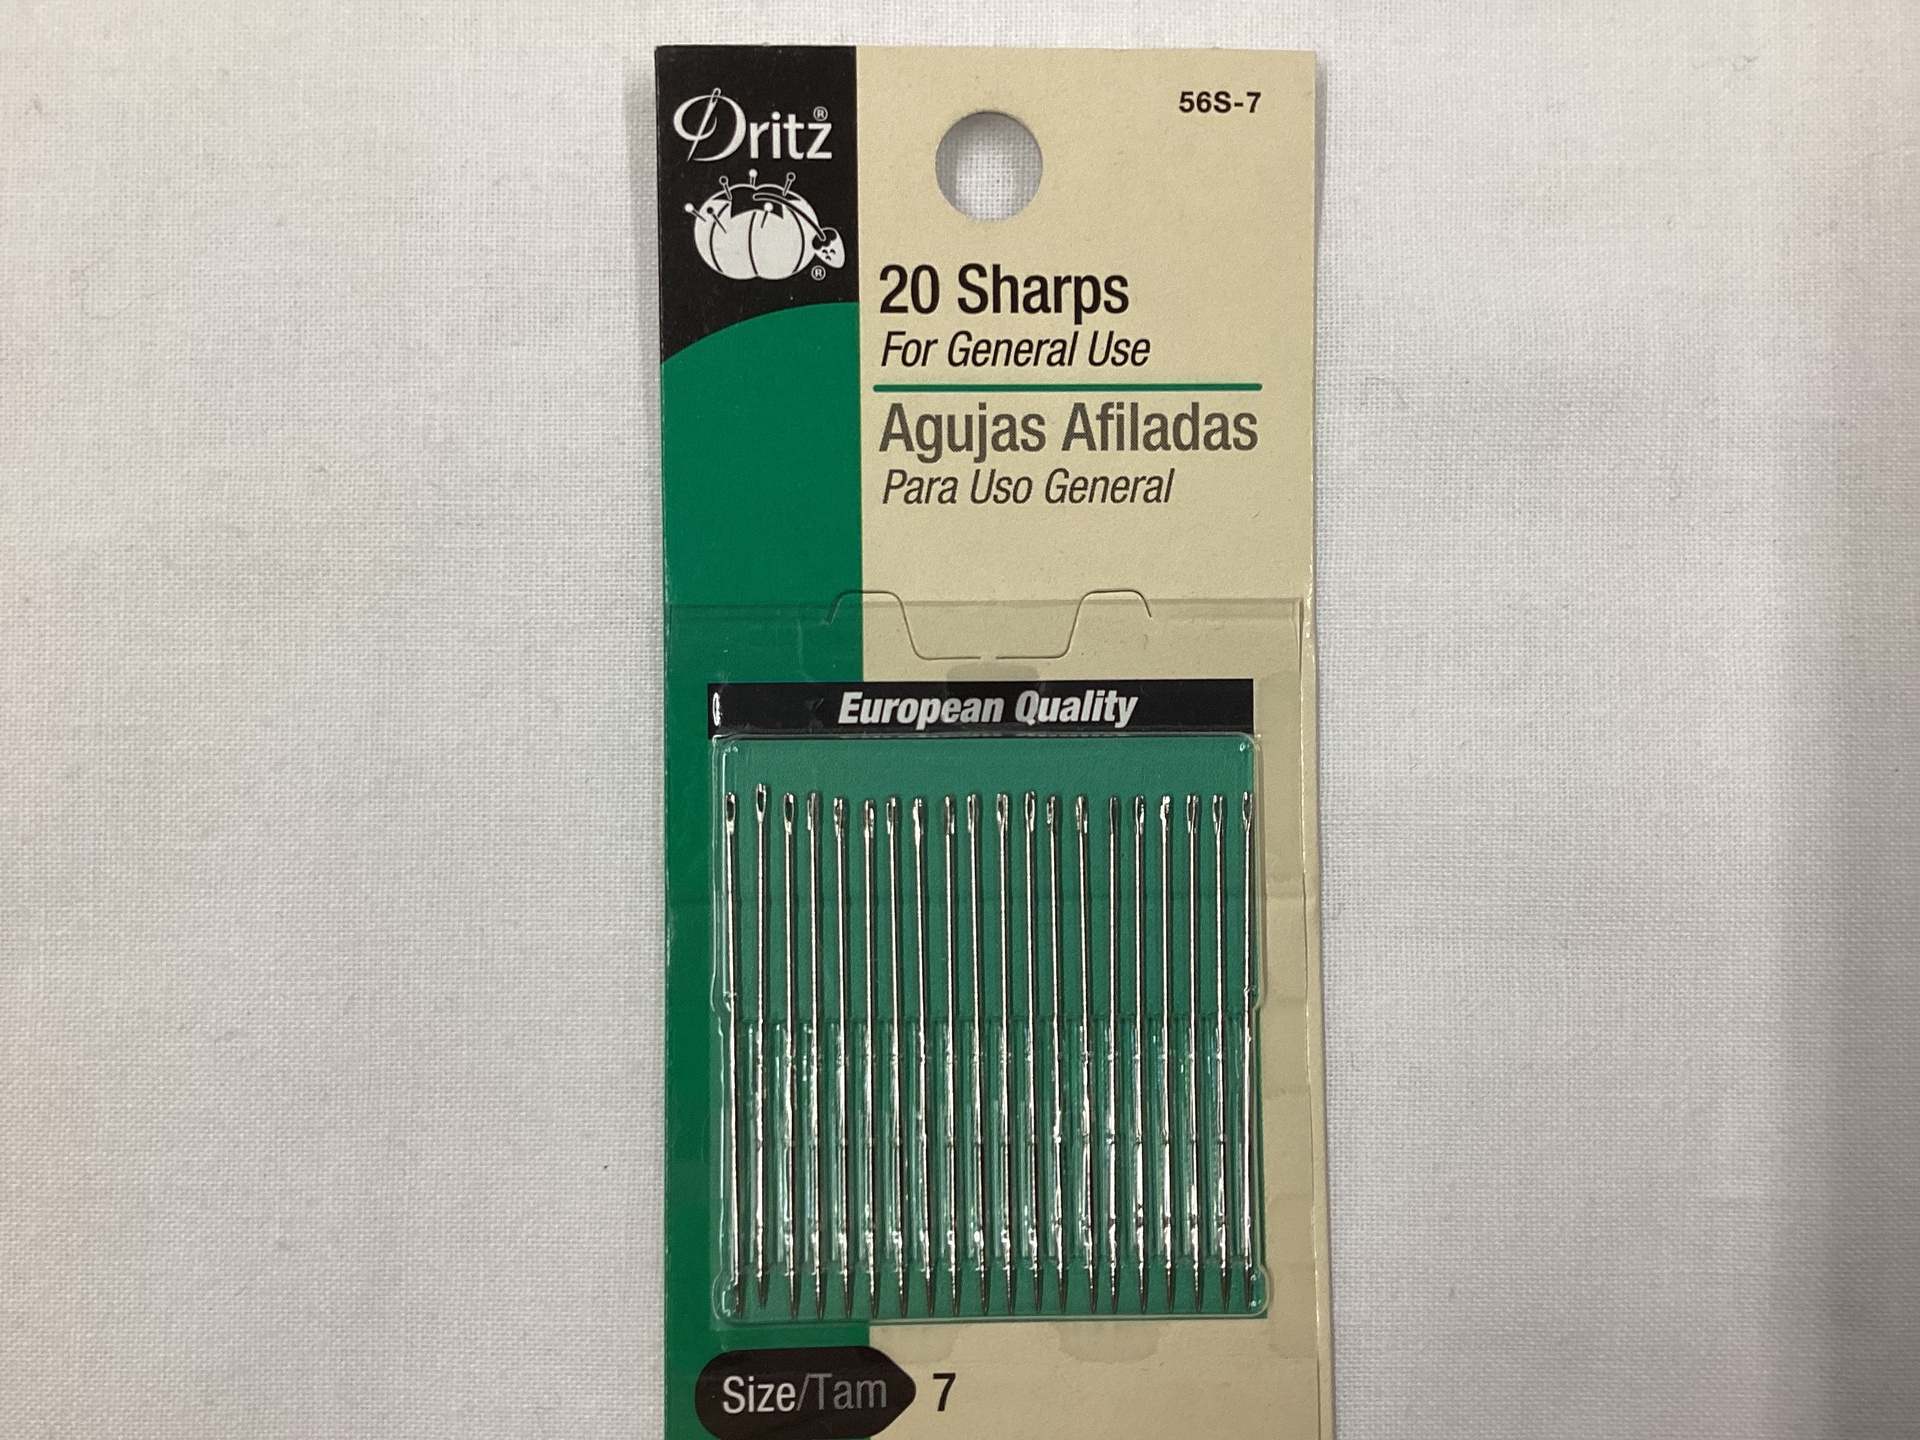 Dritz®
®
56S-7
20 Sharps
For General Use
Agujas Afiladas
Para Uso General
European Quality
Size/Tam 7